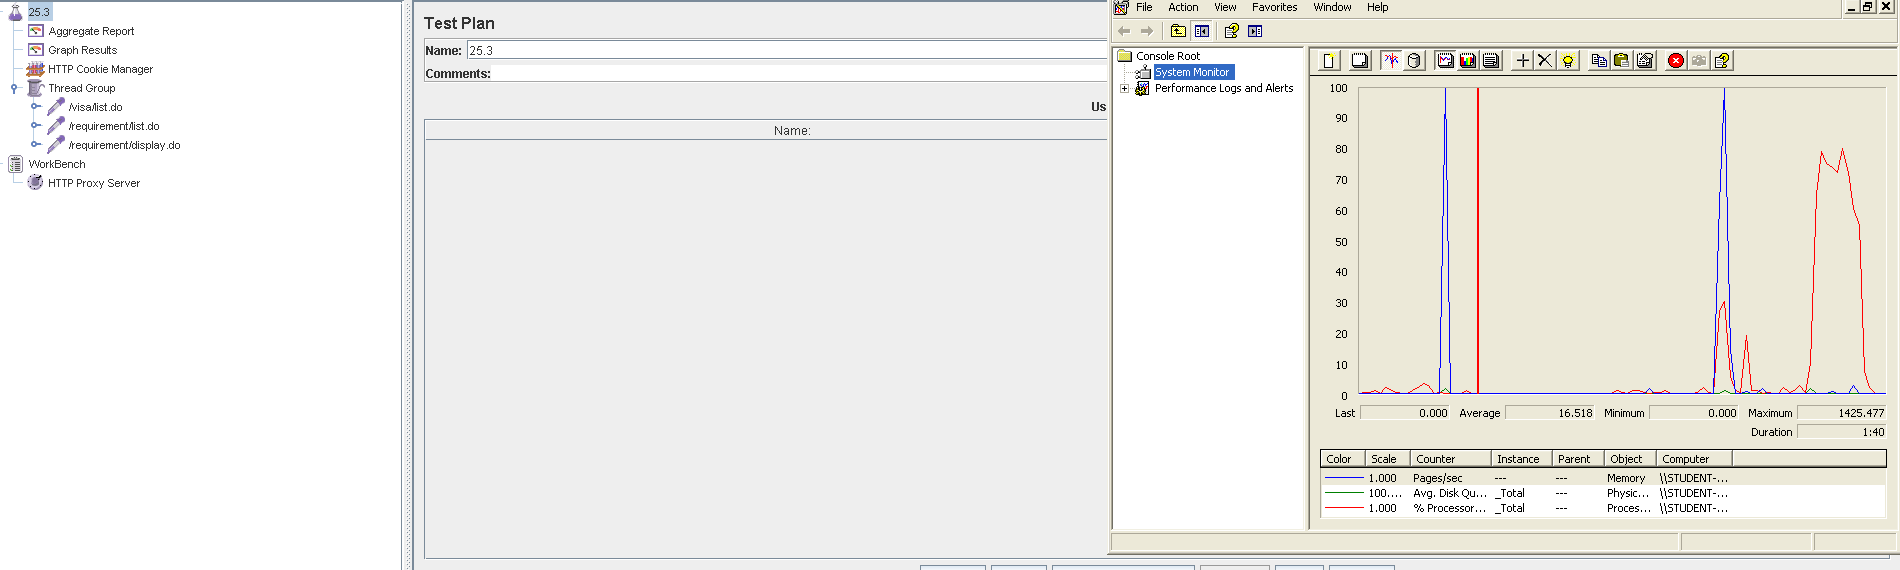 25.3
Aggregate Report
Graph Results
HTTP Cookie Manager
Thread Group
/visa/list.do
/requirement/list.do
/requirement/display.do
WorkBench
HTTP Proxy Server
Test Plan
Name: 25.3
Comments:
Us
Name:
File Action View Favorites Window Help
Console Root
System Monitor
Performance Logs and Alerts
100
90
80
70
60
50
40
30
20
10
0
Last 0.000 Average 16.518 Minimum 0.000 Maximum 1425.477
Duration 1:40
Color Scale Counter Instance Parent Object Computer
1.000 Pages/sec --- --- Memory \\STUDENT-...
100.... Avg. Disk Qu... _Total --- Physic... \\STUDENT-...
1.000 % Processor... _Total --- Proces... \\STUDENT-...